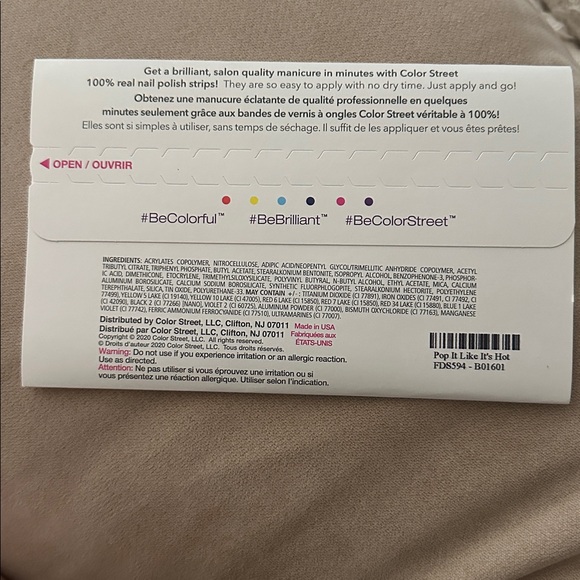 Get a brilliant, salon quality manicure in minutes with Color Street
100% real nail polish strips! They are so easy to apply with no dry time. Just apply and go!
Obtenez une manucure éclatante de qualité professionnelle en quelques
minutes seulement grâce aux bandes de vernis à ongles Color Street véritable à 100%!
Elles sont si simples à utiliser, sans temps de séchage. Il suffit de les appliquer et vous êtes prêtes!
◀ OPEN / OUVRIR
#BeColorful™ #BeBrilliant™ #BeColorStreet™
INGREDIENTS: ACRYLATES COPOLYMER, NITROCELLULOSE, ADIPIC ACID/NEOPENTYL GLYCOL/TRIMELLITIC ANHYDRIDE COPOLYMER, ACETYL
TRIBUTYL CITRATE, TRIPHENYL PHOSPHATE, BUTYL ACETATE, STEARALKONIUM BENTONITE, ISOPROPYL ALCOHOL, BENZOPHENONE-3, PHOSPHOR-
IC ACID, DIMETHICONE, ETOCRYLENE, TRIMETHYLSILOXYSILICATE, POLYVINYL BUTYRAL, N-BUTYL ALCOHOL, ETHYL ACETATE, MICA, CALCIUM
ALUMINUM BOROSILICATE, CALCIUM SODIUM BOROSILICATE, SYNTHETIC FLUORPHLOGOPITE, STEARALKONIUM HECTORITE, POLYETHYLENE
TEREPHTHALATE, SILICA, TIN OXIDE, POLYURETHANE-33. MAY CONTAIN +/- : TITANIUM DIOXIDE (CI 77891), IRON OXIDES (CI 77491, CI 77492, CI
77499), YELLOW 5 LAKE (CI 19140), YELLOW 10 LAKE (CI 47005), RED 6 LAKE (CI 15850), RED 7 LAKE (CI 15850), RED 34 LAKE (CI 15880), BLUE 1 LAKE
(CI 42090), BLACK 2 (CI 77266) [NANO], VIOLET 2 (CI 60725), ALUMINUM POWDER (CI 77000), BISMUTH OXYCHLORIDE (CI 77163), MANGANESE
VIOLET (CI 77742), FERRIC AMMONIUM FERROCYANIDE (CI 77510), ULTRAMARINES (CI 77007).
Distributed by Color Street, LLC, Clifton, NJ 07011 Made in USA
Distribué par Color Street, LLC, Clifton, NJ 07011 Fabriquées aux
ÉTATS-UNIS
Copyright © 2020 Color Street, LLC. All rights reserved.
© Droits d'auteur 2020 Color Street, LLC. Tous droits réservés.
Warning: Do not use if you experience irritation or an allergic reaction.
Use as directed.
Attention: Ne pas utiliser si vous éprouvez une irritation ou si
vous présentez une réaction allergique. Utiliser selon l'indication.
Pop It Like It's Hot
FDS594 - B01601